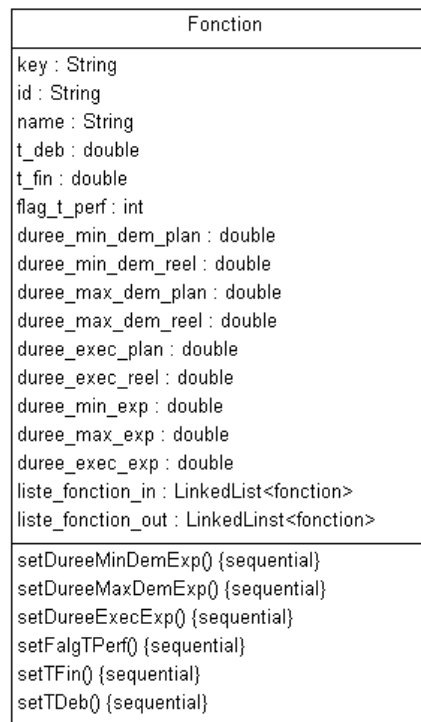 Fonction
key : String
id : String
name : String
t_deb : double
t_fin : double
flag_t_perf : int
duree_min_dem_plan : double
duree_min_dem_reel : double
duree_max_dem_plan : double
duree_max_dem_reel : double
duree_exec_plan : double
duree_exec_reel : double
duree_min_exp : double
duree_max_exp : double
duree_exec_exp : double
liste_fonction_in : LinkedList<fonction>
liste_fonction_out : LinkedLinst<fonction>
setDureeMinDemExp() {sequential}
setDureeMaxDemExp() {sequential}
setDureeExecExp() {sequential}
setFalgTPerf() {sequential}
setTFin() {sequential}
setTDeb() {sequential}